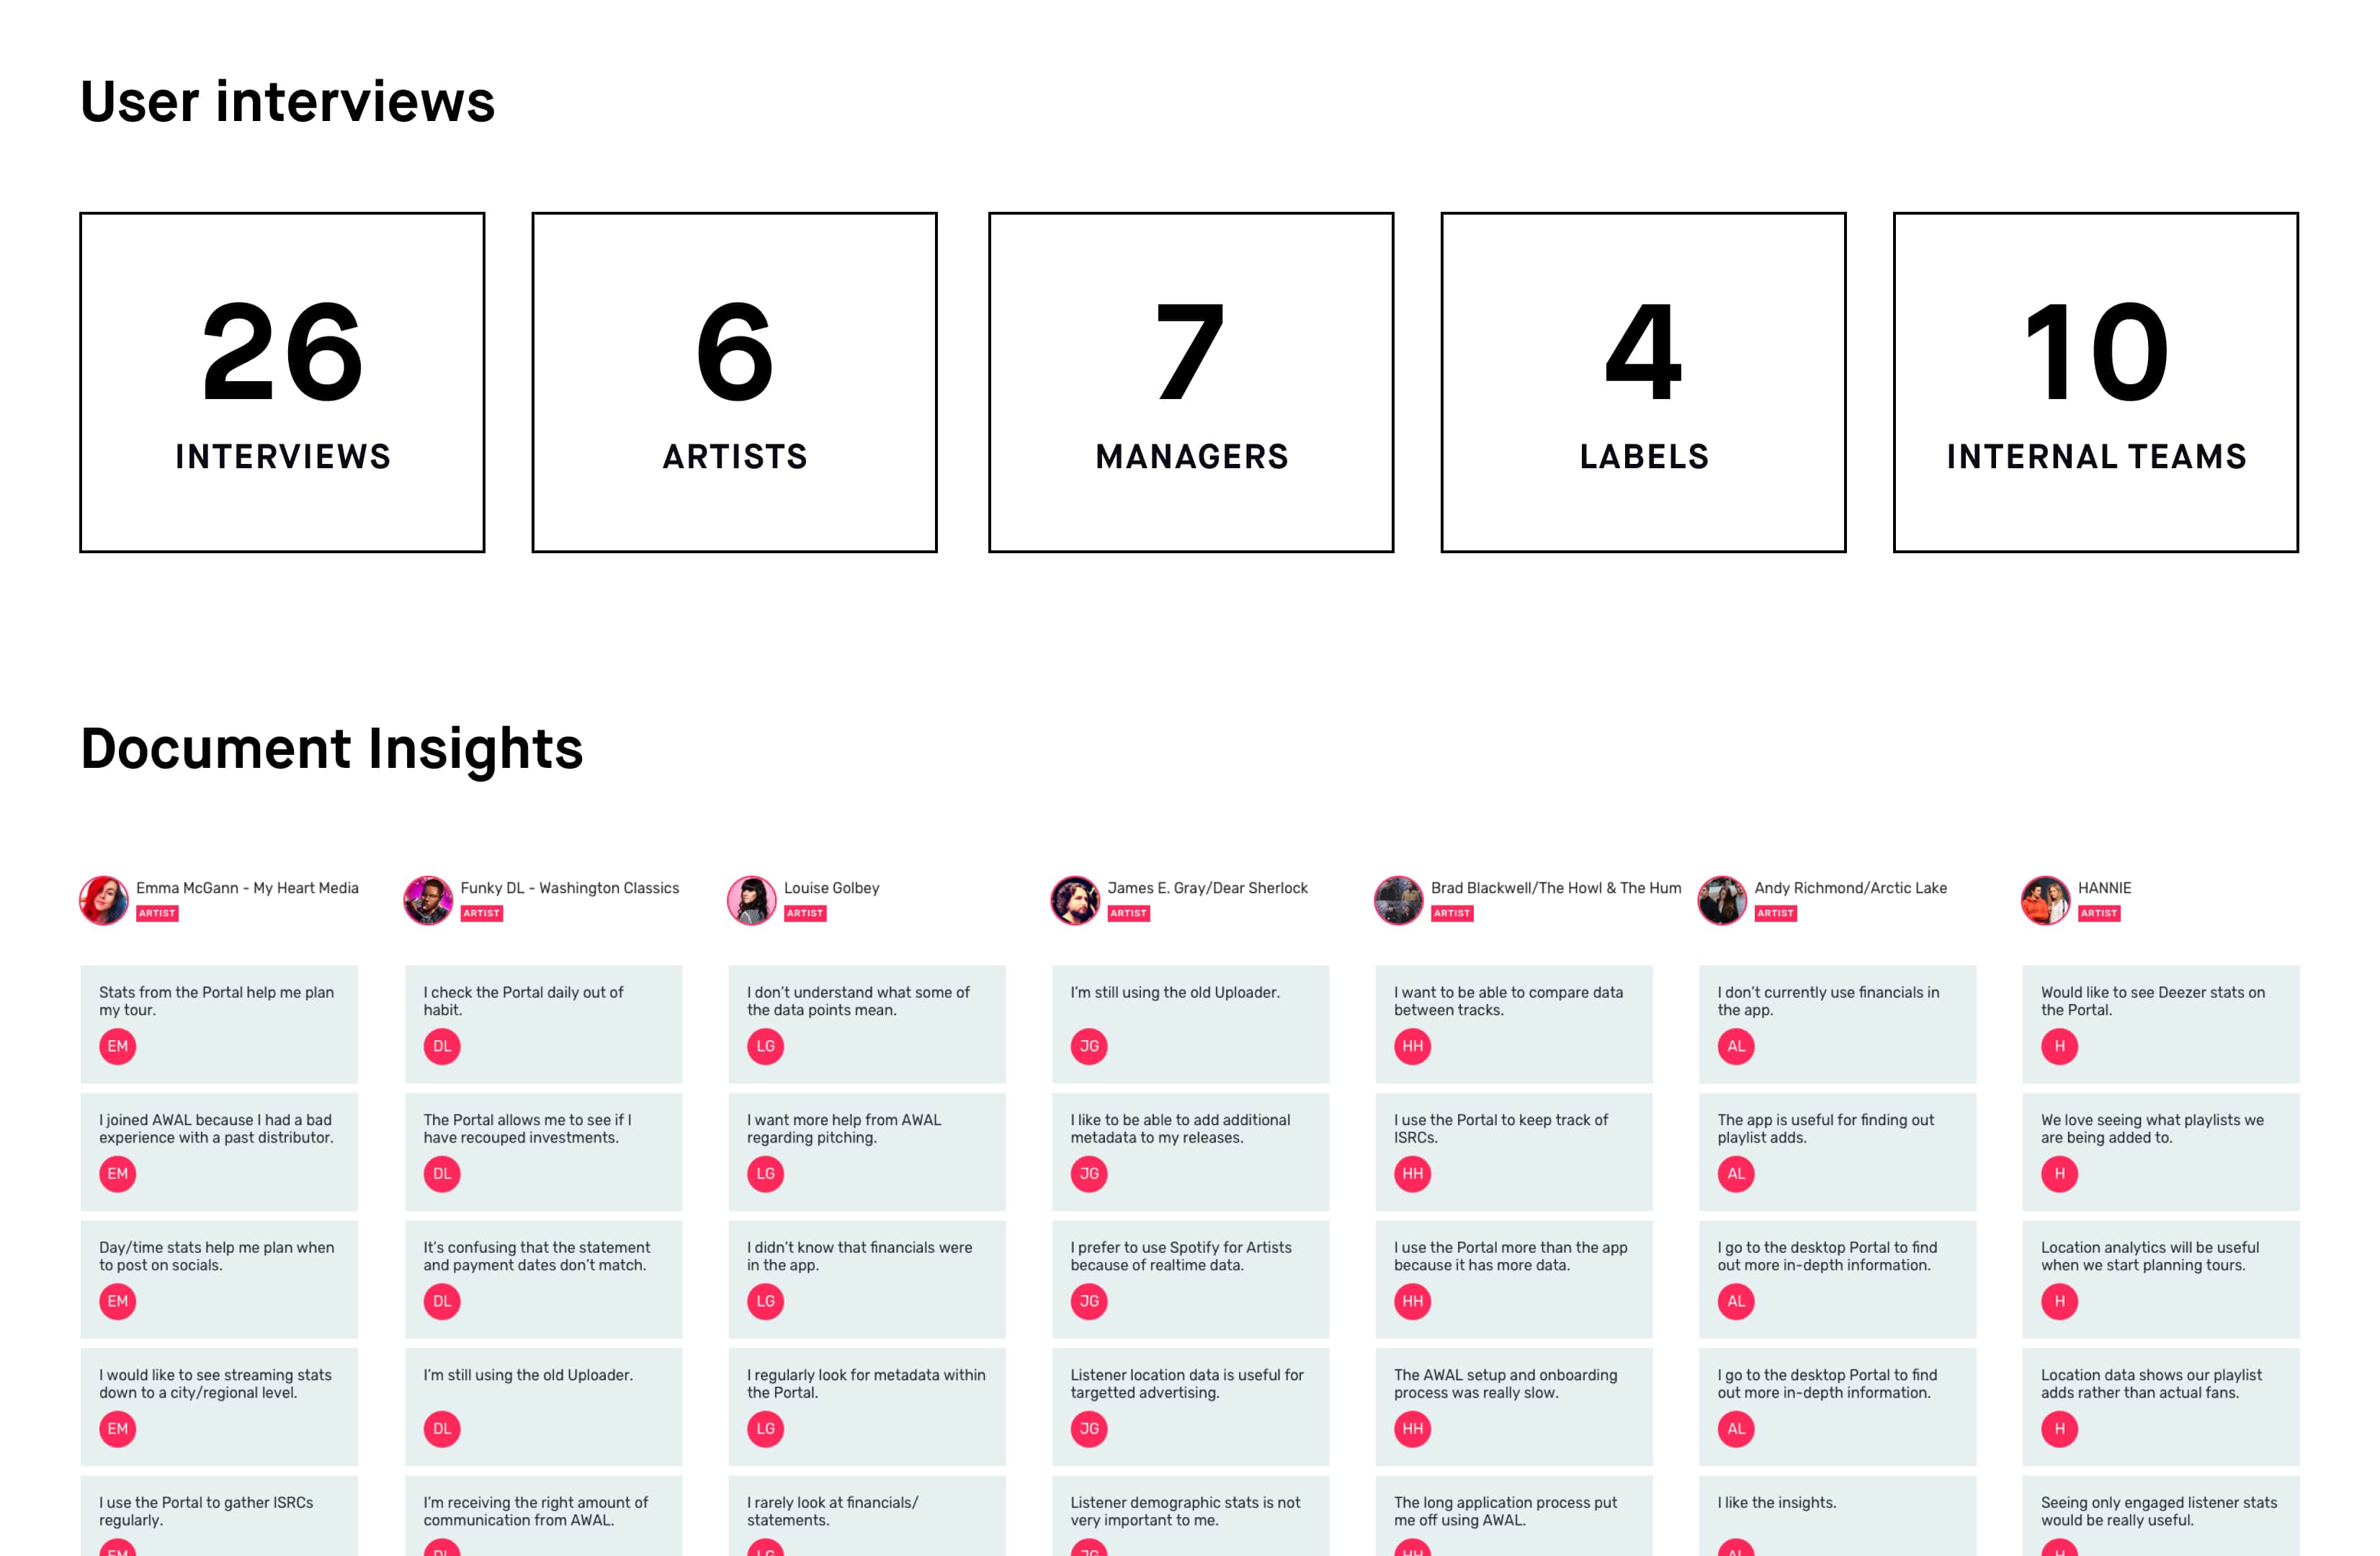 User interviews
26
INTERVIEWS
6
ARTISTS
7
MANAGERS
4
LABELS
10
INTERNAL TEAMS
Document Insights
Emma McGann - My Heart Media
ARTIST
Stats from the Portal help me plan
my tour.
EM
I joined AWAL because I had a bad
experience with a past distributor.
EM
Day/time stats help me plan when
to post on socials.
EM
I would like to see streaming stats
down to a city/regional level.
EM
I use the Portal to gather ISRCs
regularly.
EM
Funky DL - Washington Classics
ARTIST
I check the Portal daily out of
habit.
DL
The Portal allows me to see if I
have recouped investments.
DL
It's confusing that the statement
and payment dates don't match.
DL
I'm still using the old Uploader.
DL
I'm receiving the right amount of
communication from AWAL.
DL
Louise Golbey
ARTIST
I don't understand what some of
the data points mean.
LG
I want more help from AWAL
regarding pitching.
LG
I didn't know that financials were
in the app.
LG
I regularly look for metadata within
the Portal.
LG
I rarely look at financials/
statements.
LG
James E. Gray/Dear Sherlock
ARTIST
I'm still using the old Uploader.
JG
I like to be able to add additional
metadata to my releases.
JG
I prefer to use Spotify for Artists
because of realtime data.
JG
Listener location data is useful for
targetted advertising.
JG
Listener demographic stats is not
very important to me.
JG
Brad Blackwell/The Howl & The Hum
ARTIST
I want to be able to compare data
between tracks.
HH
I use the Portal to keep track of
ISRCs.
HH
I use the Portal more than the app
because it has more data.
HH
The AWAL setup and onboarding
process was really slow.
HH
The long application process put
me off using AWAL.
HH
Andy Richmond/Arctic Lake
ARTIST
I don't currently use financials in
the app.
AL
The app is useful for finding out
playlist adds.
AL
I go to the desktop Portal to find
out more in-depth information.
AL
I go to the desktop Portal to find
out more in-depth information.
AL
I like the insights.
AL
HANNIE
ARTIST
Would like to see Deezer stats on
the Portal.
H
We love seeing what playlists we
are being added to.
H
Location analytics will be useful
when we start planning tours.
H
Location data shows our playlist
adds rather than actual fans.
H
Seeing only engaged listener stats
would be really useful.
H